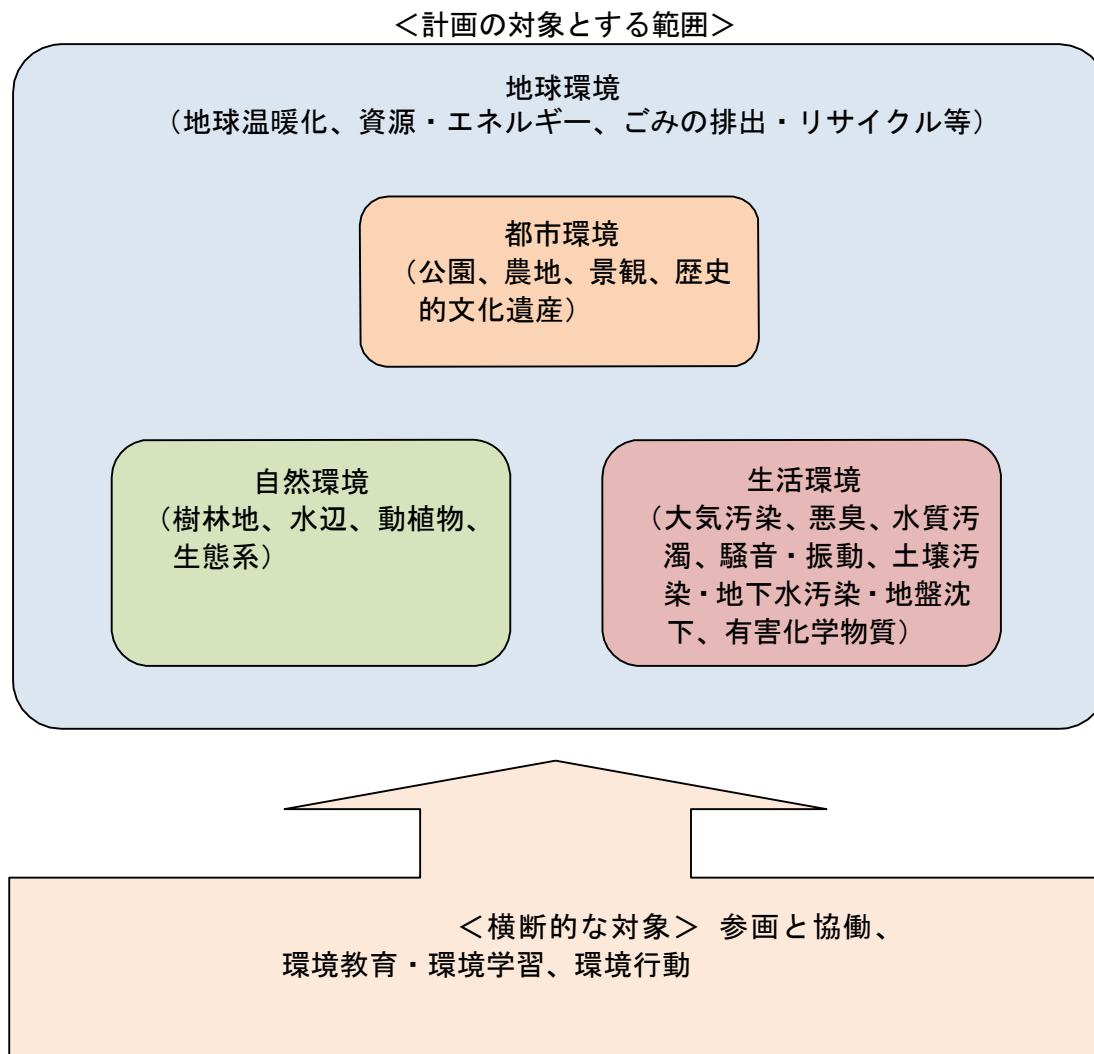 ＜計画の対象とする範囲＞
地球環境
（地球温暖化、資源・エネルギー、ごみの排出・リサイクル等）
都市環境
（公園、農地、景観、歴史
的文化遺産）
自然環境
（樹林地、水辺、動植物、
生態系）
生活環境
（大気汚染、悪臭、水質汚
濁、騒音・振動、土壌汚
染・地下水汚染・地盤沈
下、有害化学物質）
＜横断的な対象＞ 参画と協働、
環境教育・環境学習、環境行動